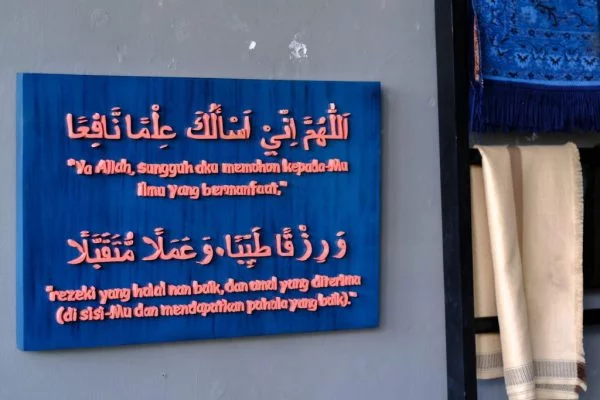 اَللّٰهُمَّ اِنِّيْ اَسْأَلُكَ عِلْمًا نَّافِعًا
"Ya Allah, sungguh aku memohon kepada-Mu
ilmu yang bermanfaat,"
وَرِزْقًا طَيِّبًا، وَعَمَلًا مُّتَقَبَّلًا
"rezeki yang halal nan baik, dan amal yang diterima
(di sisi-Mu dan mendapatkan pahala yang baik)."